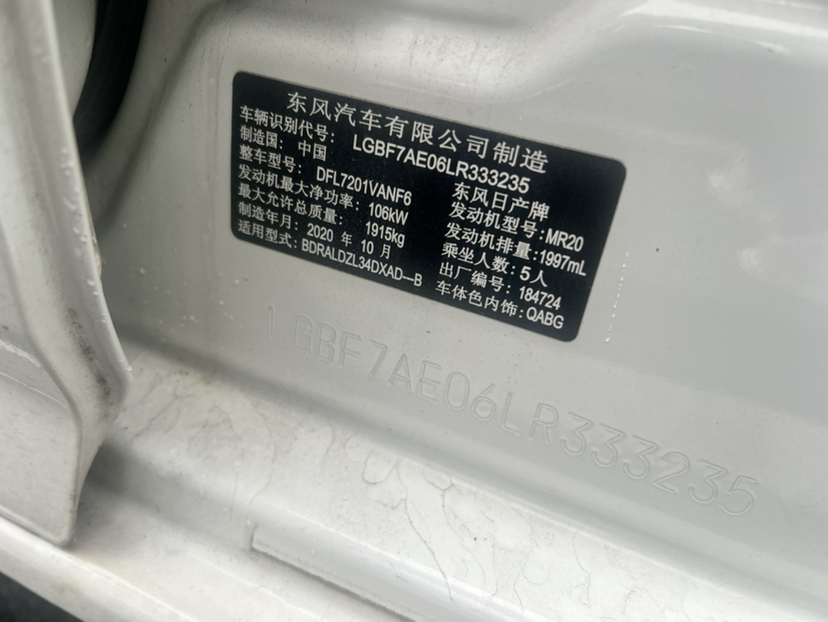 东风汽车有限公司制造
车辆识别代号: LGBF7AE06LR333235
制造国: 中国 东风日产牌
整车型号: DFL7201VANF6 发动机型号:MR20
发动机最大净功率: 106kW 发动机排量:1997mL
最大允许总质量: 1915kg 乘坐人数:5人
制造年月: 2020 年 10 月 出厂编号: 184724
适用型式: BDRALDZL34DXAD---B 车体色内饰:QABG
LGBF7AE06LR333235